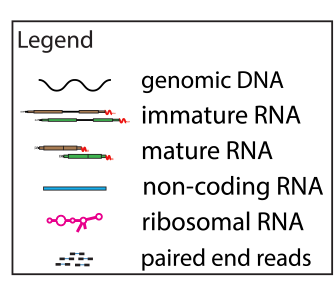 Legend
genomic DNA
immature RNA
mature RNA
non-coding RNA
ribosomal RNA
paired end reads